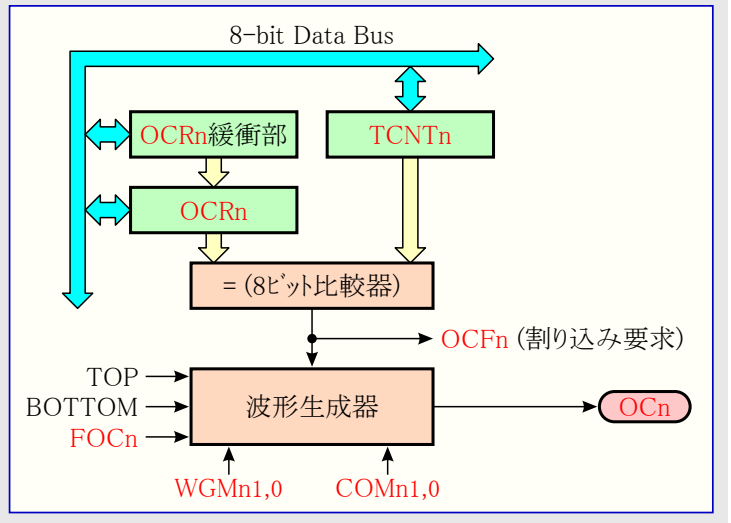 8-bit Data Bus
OCRn緩衝部
TCNTn
OCRn
= (8ﾋﾞｯﾄ比較器)
OCFn (割り込み要求)
TOP
BOTTOM
FOCn
波形生成器
OCn
WGMn1,0
COMn1,0